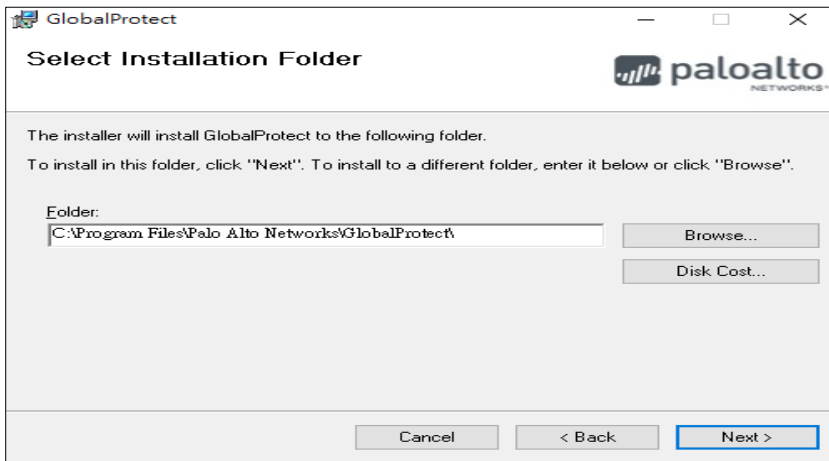 GlobalProtect
Select Installation Folder
paloalto
NETWORKS®
The installer will install GlobalProtect to the following folder.
To install in this folder, click "Next". To install to a different folder, enter it below or click "Browse".
Folder:
C:\Program Files\Palo Alto Networks\GlobalProtect\
Browse...
Disk Cost...
Cancel
< Back
Next >